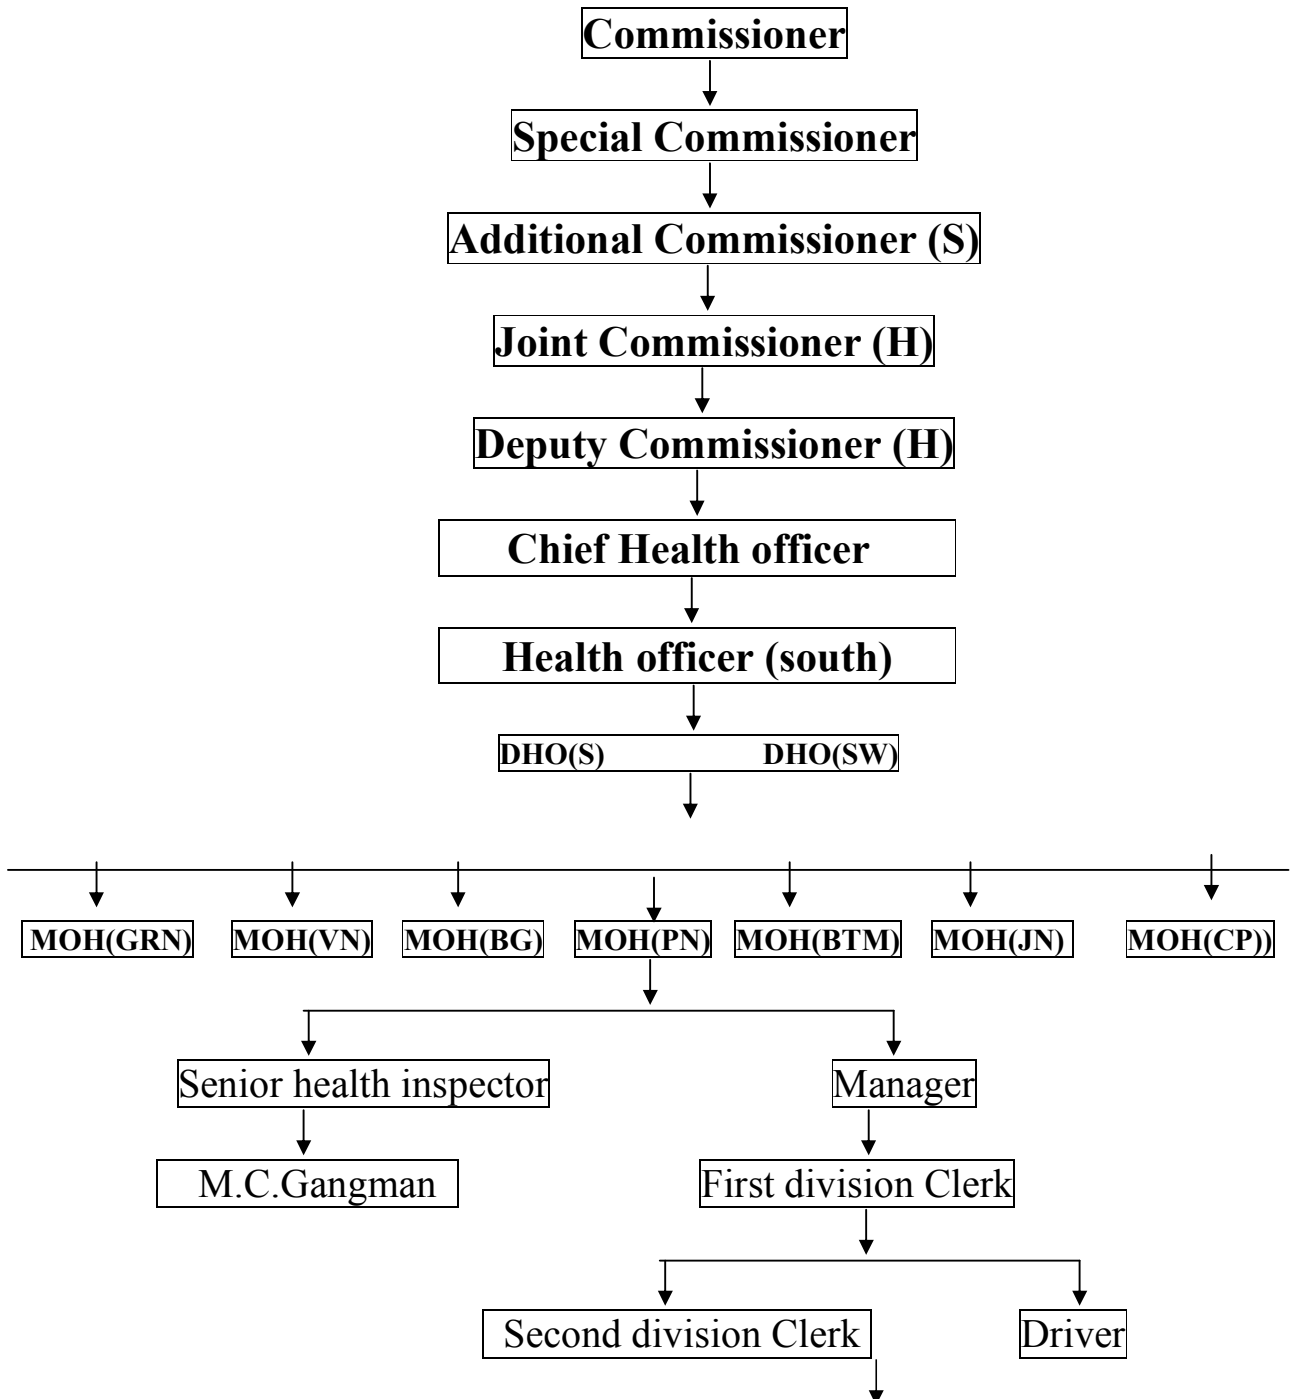 Commissioner
Special Commissioner
Additional Commissioner (S)
Joint Commissioner (H)
Deputy Commissioner (H)
Chief Health officer
Health officer (south)
DHO(S) DHO(SW)
MOH(GRN) MOH(VN) MOH(BG) MOH(PN) MOH(BTM) MOH(JN) MOH(CP))
Senior health inspector Manager
M.C.Gangman First division Clerk
Second division Clerk Driver